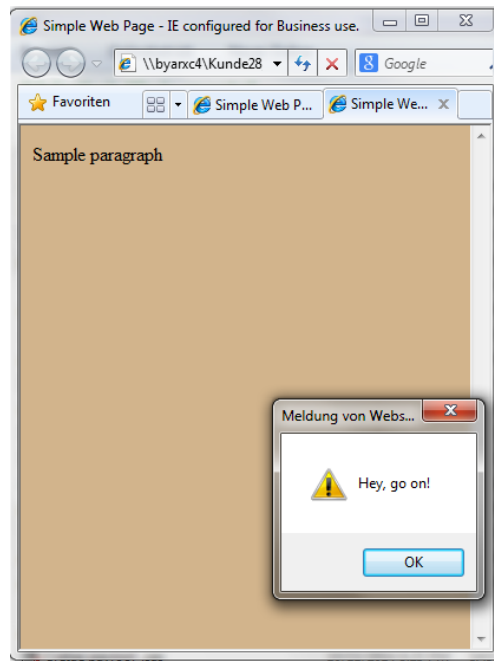 Simple Web Page - IE configured for Business use.
\\byarxc4\Kunde28
Google
Favoriten
Simple Web P...
Simple We...
Sample paragraph
Meldung von Webs...
Hey, go on!
OK